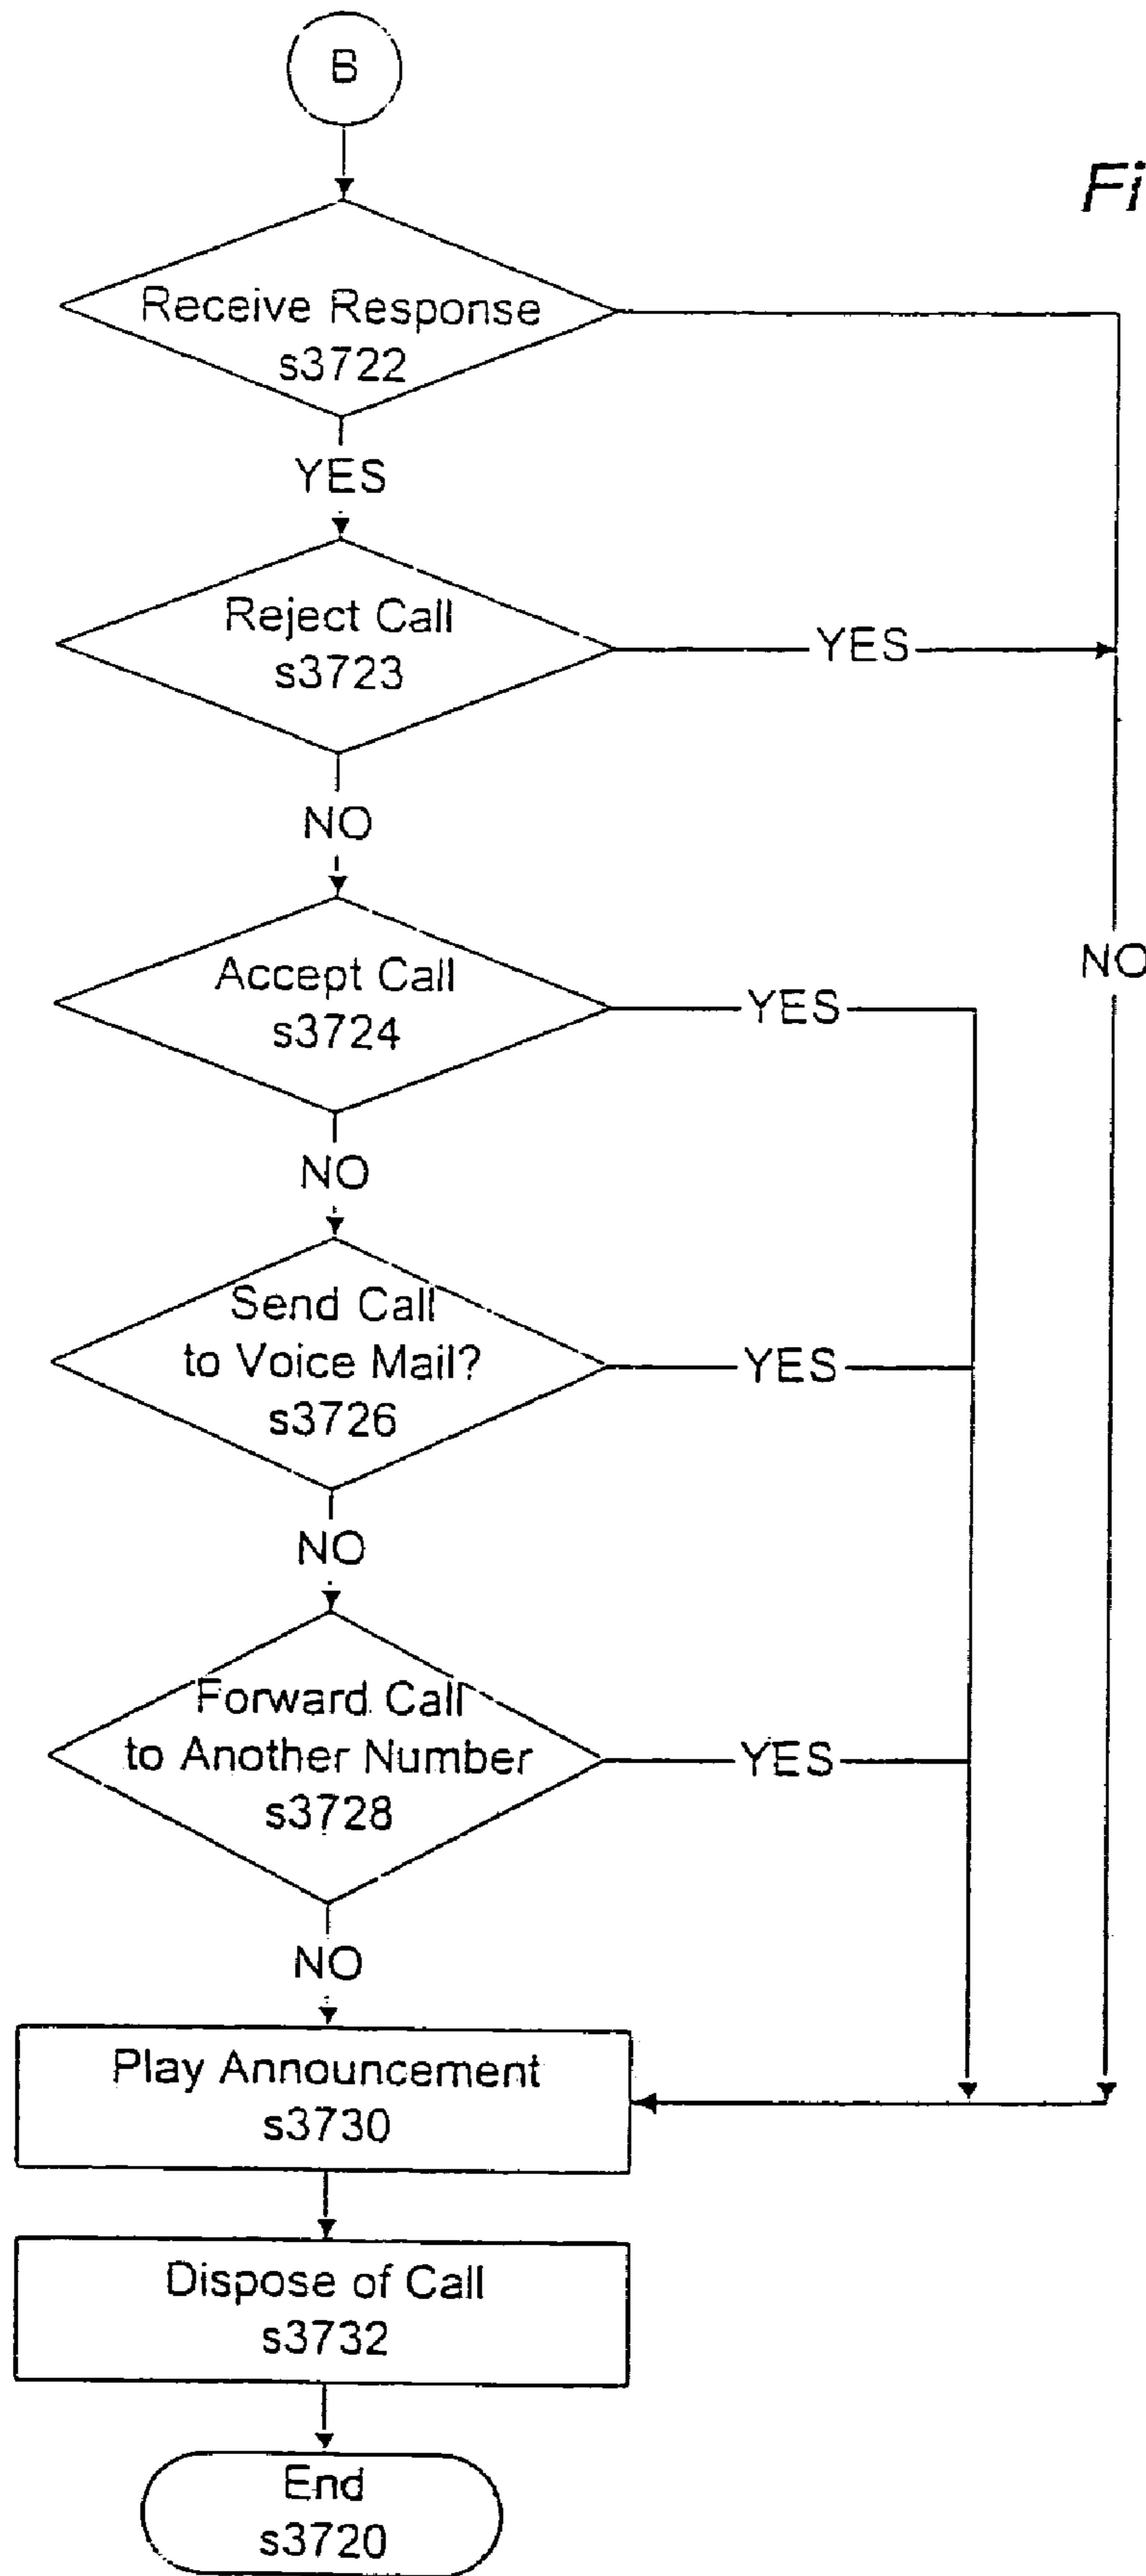 B
Fi
Receive Response
s3722
YES
Reject Call
s3723
YES
NO
Accept Call
s3724
YES
NO
NO
Send Call
to Voice Mail?
s3726
YES
NO
Forward Call
to Another Number
s3728
YES
NO
Play Announcement
s3730
Dispose of Call
s3732
End
s3720